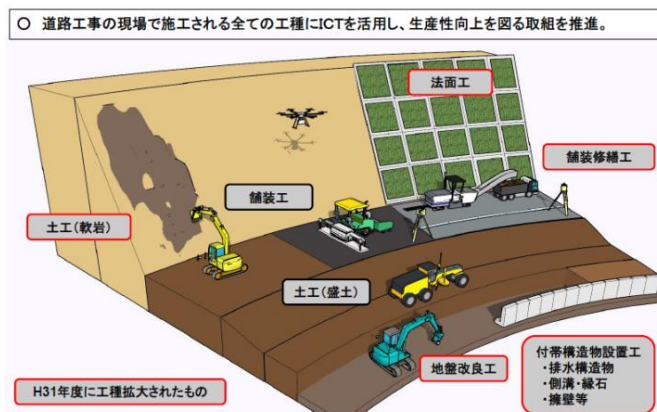 ○ 道路工事の現場で施工される全ての工種にICTを活用し、生産性向上を図る取組を推進。
法面工
舗装修繕工
舗装工
土工(軟岩)
土工(盛土)
地盤改良工
付帯構造物設置工
・排水構造物
・側溝・縁石
・擁壁等
H31年度に工種拡大されたもの